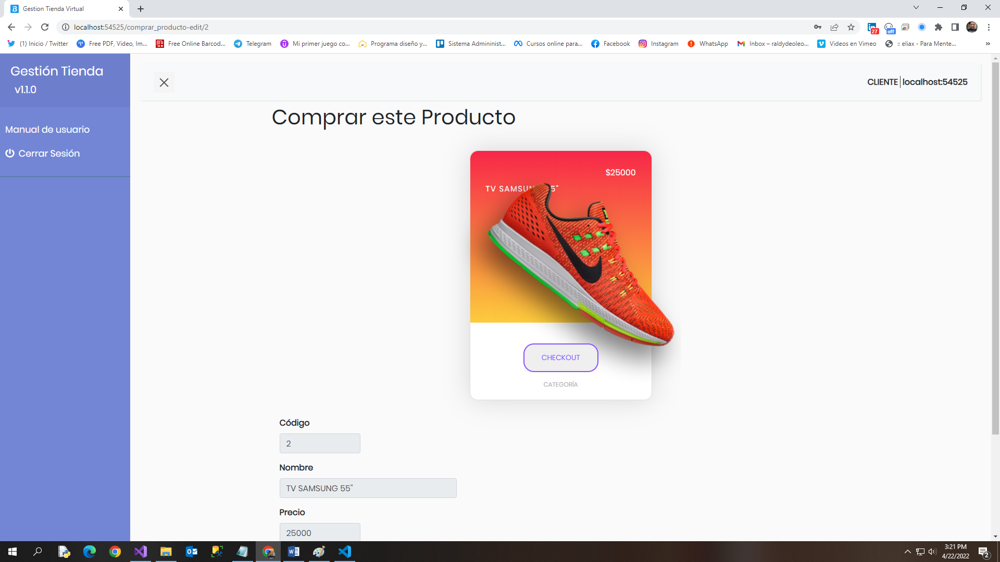 Gestion Tienda Virtual
localhost:54525/comprar_producto-edit/2
27
off
(1) Inicio / Twitter
Free PDF, Video, Im...
Free Online Barcod...
Telegram
Mi primer juego co...
Programa diseño y...
Sistema Admininist...
Cursos online para...
Facebook
Instagram
WhatsApp
Inbox – raldydeoleo...
Videos en Vimeo
:: eliax - Para Mente...
»
Gestión Tienda
v1.1.0
CLIENTE
localhost:54525
Manual de usuario
Cerrar Sesión
Comprar este Producto
$25000
TV SAMSUN 5"
CHECKOUT
CATEGORÍA
Código
2
Nombre
TV SAMSUNG 55"
Precio
25000
3:21 PM
4/22/2022
2